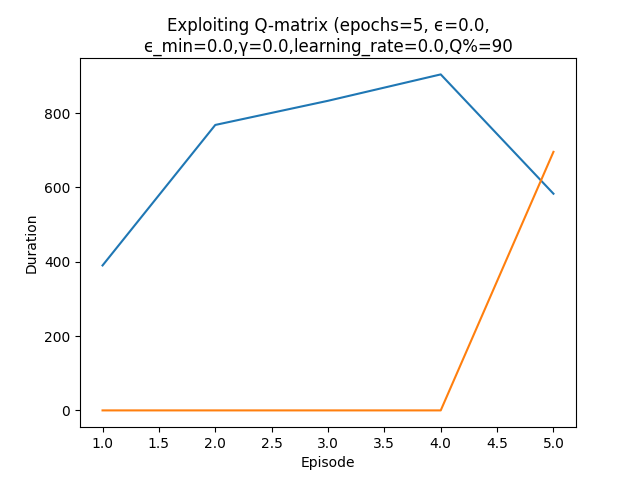 Exploiting Q-matrix (epochs=5, ϵ=0.0,
ϵ_min=0.0,γ=0.0,learning_rate=0.0,Q%=90
800
600
400
200
0
Duration
1.0 1.5 2.0 2.5 3.0 3.5 4.0 4.5 5.0
Episode